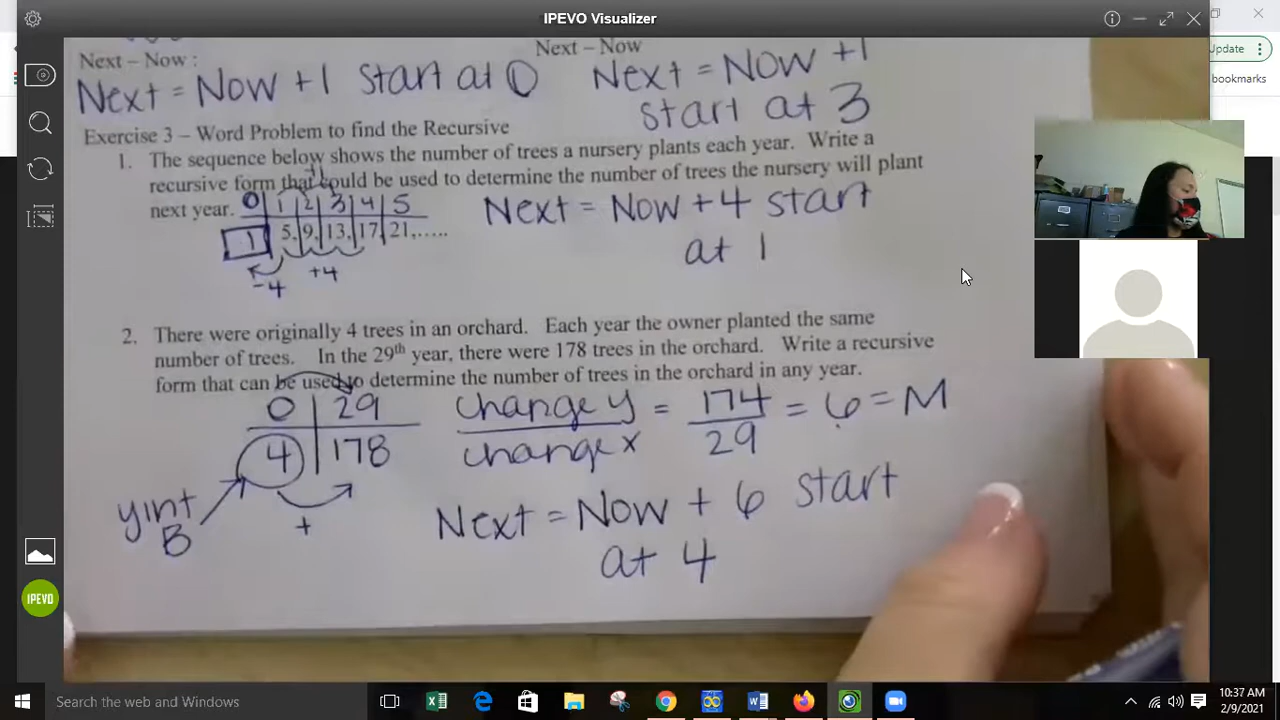 IPEVO Visualizer
Update
bookmarks
Next – Now :
Next – Now
Next = Now +1 start at 0
Next = Now +1
start at 3
Exercise 3 – Word Problem to find the Recursive
1. The sequence below shows the number of trees a nursery plants each year. Write a
recursive form that could be used to determine the number of trees the nursery will plant
next year.
0 1 2 3 4 5
1 5, 9, 13, 17, 21,.....
-4 +4
Next = Now +4 start
at 1
2. There were originally 4 trees in an orchard. Each year the owner planted the same
number of trees. In the 29th year, there were 178 trees in the orchard. Write a recursive
form that can be used to determine the number of trees in the orchard in any year.
0 29
4 178
+
yint
B
change y = 174 = 6 = M
change x 29
Next = Now + 6 start
at 4
IPEVO
Search the web and Windows
10:37 AM
2/9/2021